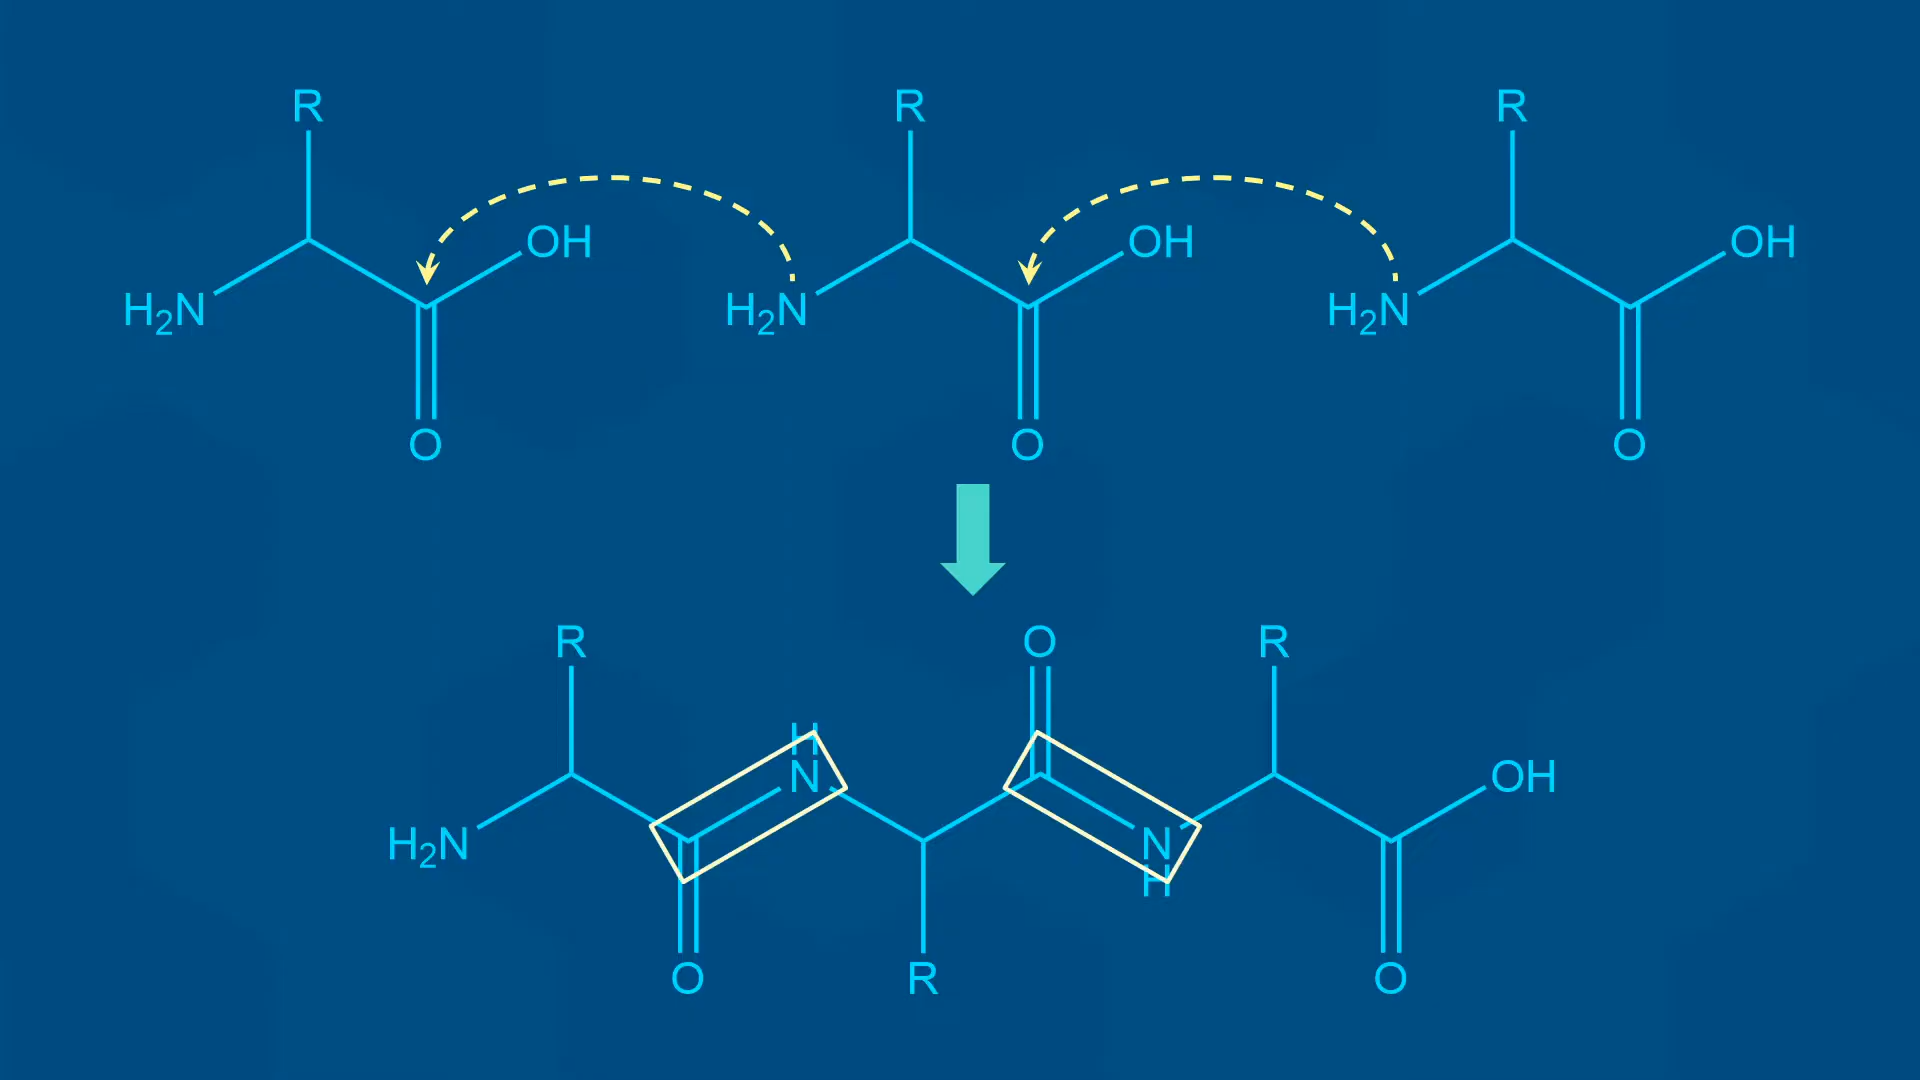 R R R
OH OH OH
H₂N H₂N H₂N
O O O
R O R
H
N OH
H₂N N
H
O R O